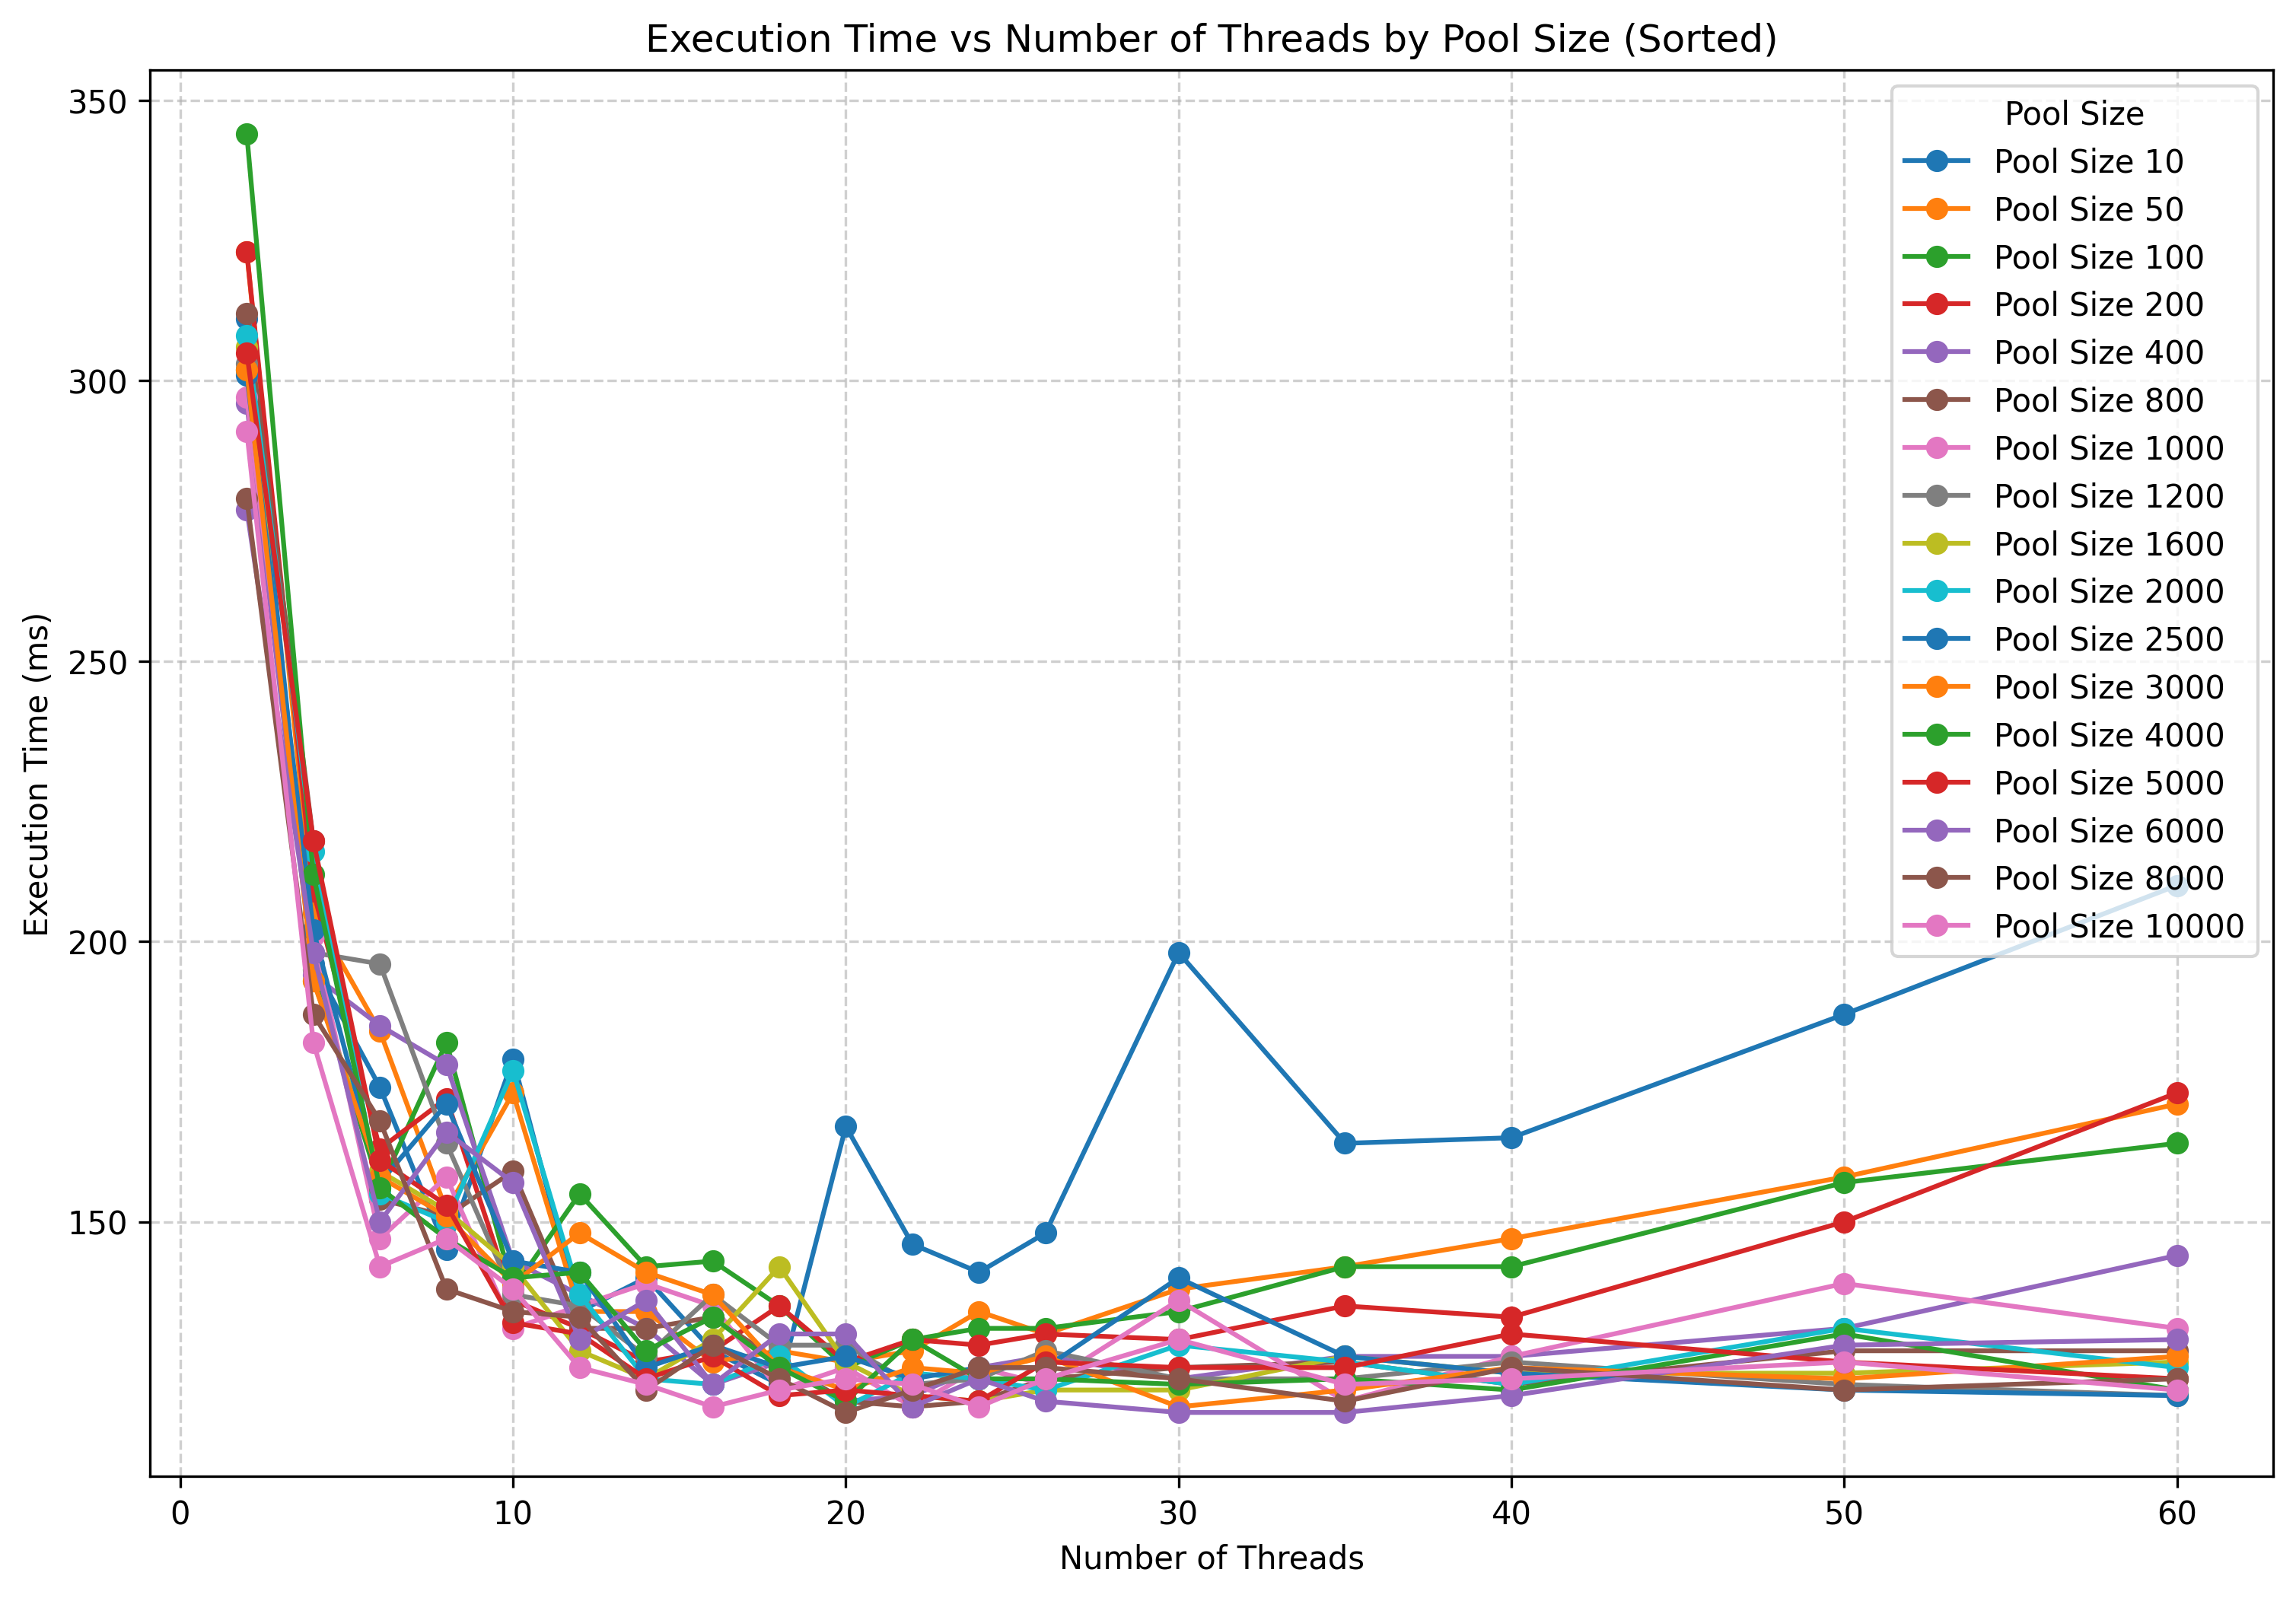 Execution Time vs Number of Threads by Pool Size (Sorted)
350
300
250
200
150
Execution Time (ms)
0 10 20 30 40 50 60
Number of Threads
Pool Size
Pool Size 10
Pool Size 50
Pool Size 100
Pool Size 200
Pool Size 400
Pool Size 800
Pool Size 1000
Pool Size 1200
Pool Size 1600
Pool Size 2000
Pool Size 2500
Pool Size 3000
Pool Size 4000
Pool Size 5000
Pool Size 6000
Pool Size 8000
Pool Size 10000